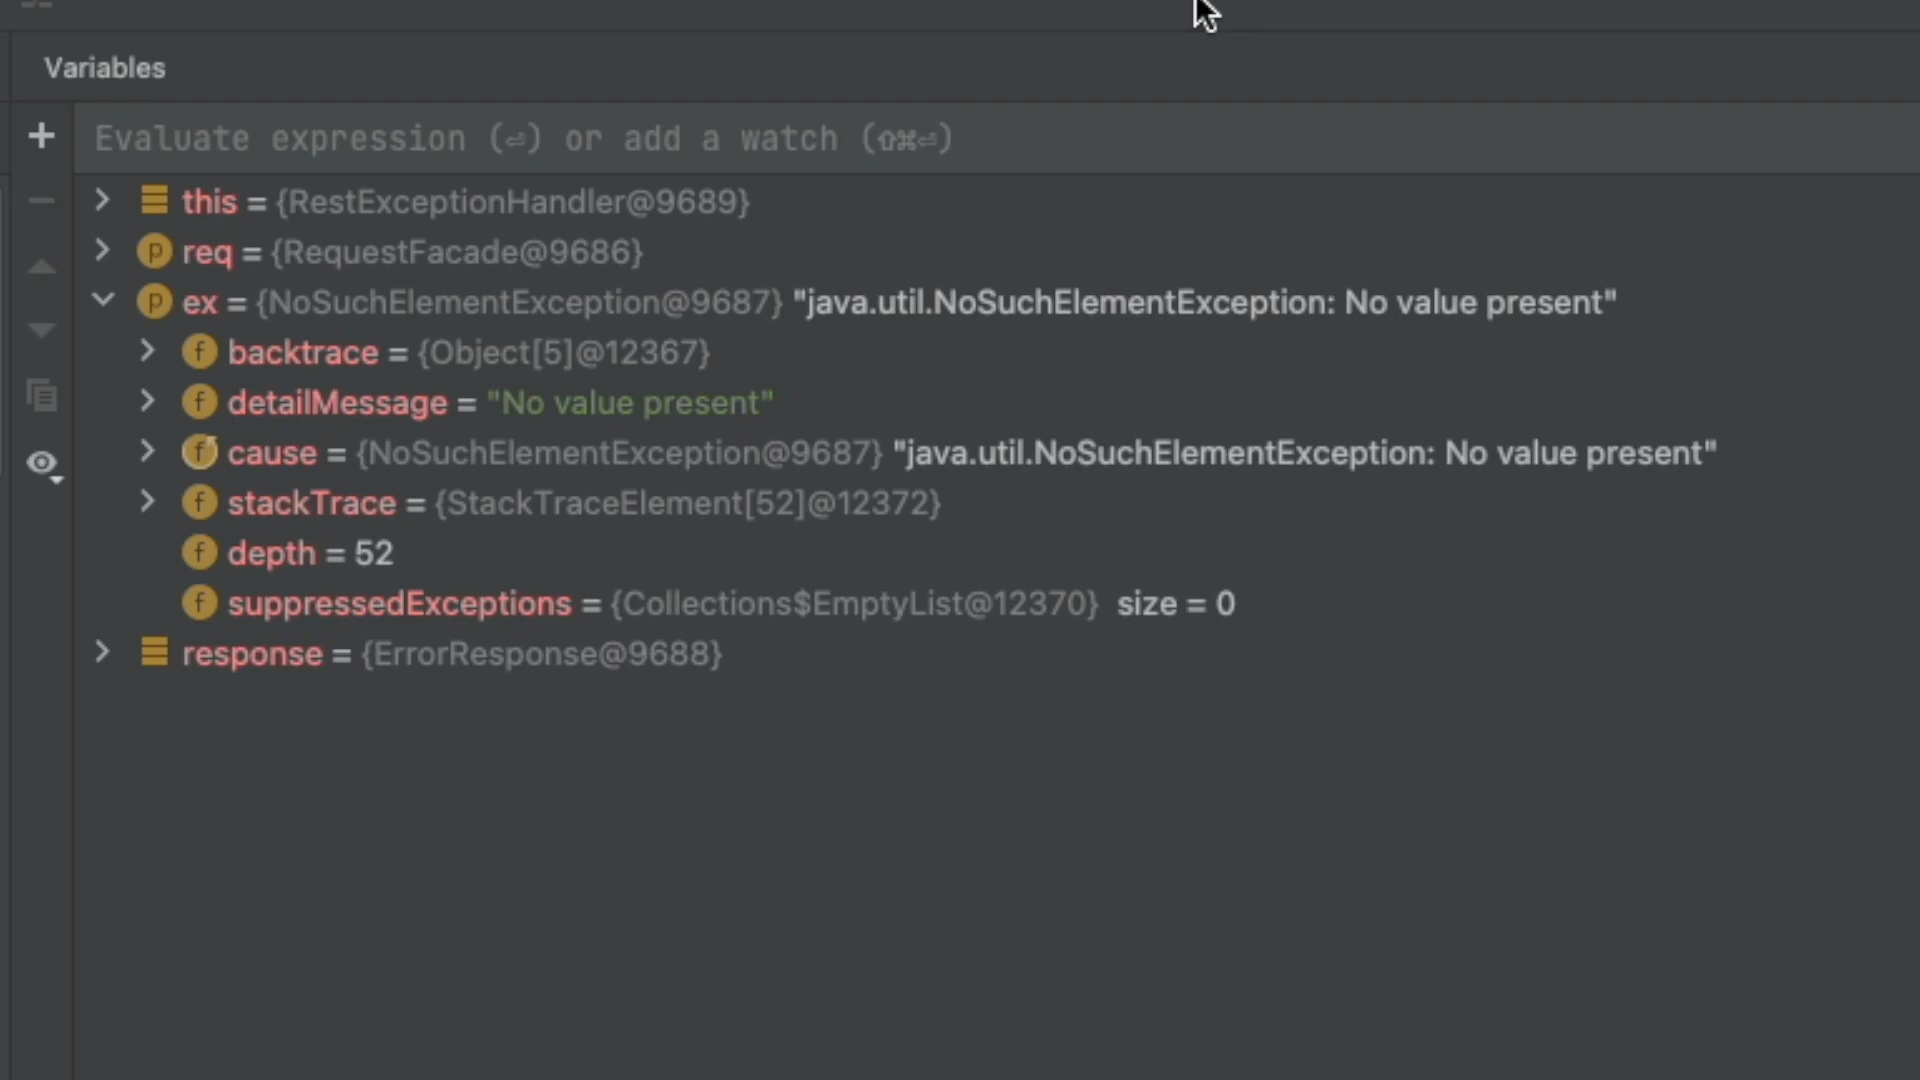 Variables
Evaluate expression (⏎) or add a watch (⇧⌘⏎)
this = {RestExceptionHandler@9689}
p req = {RequestFacade@9686}
p ex = {NoSuchElementException@9687} "java.util.NoSuchElementException: No value present"
f backtrace = {Object[5]@12367}
f detailMessage = "No value present"
f cause = {NoSuchElementException@9687} "java.util.NoSuchElementException: No value present"
f stackTrace = {StackTraceElement[52]@12372}
f depth = 52
f suppressedExceptions = {Collections$EmptyList@12370} size = 0
response = {ErrorResponse@9688}